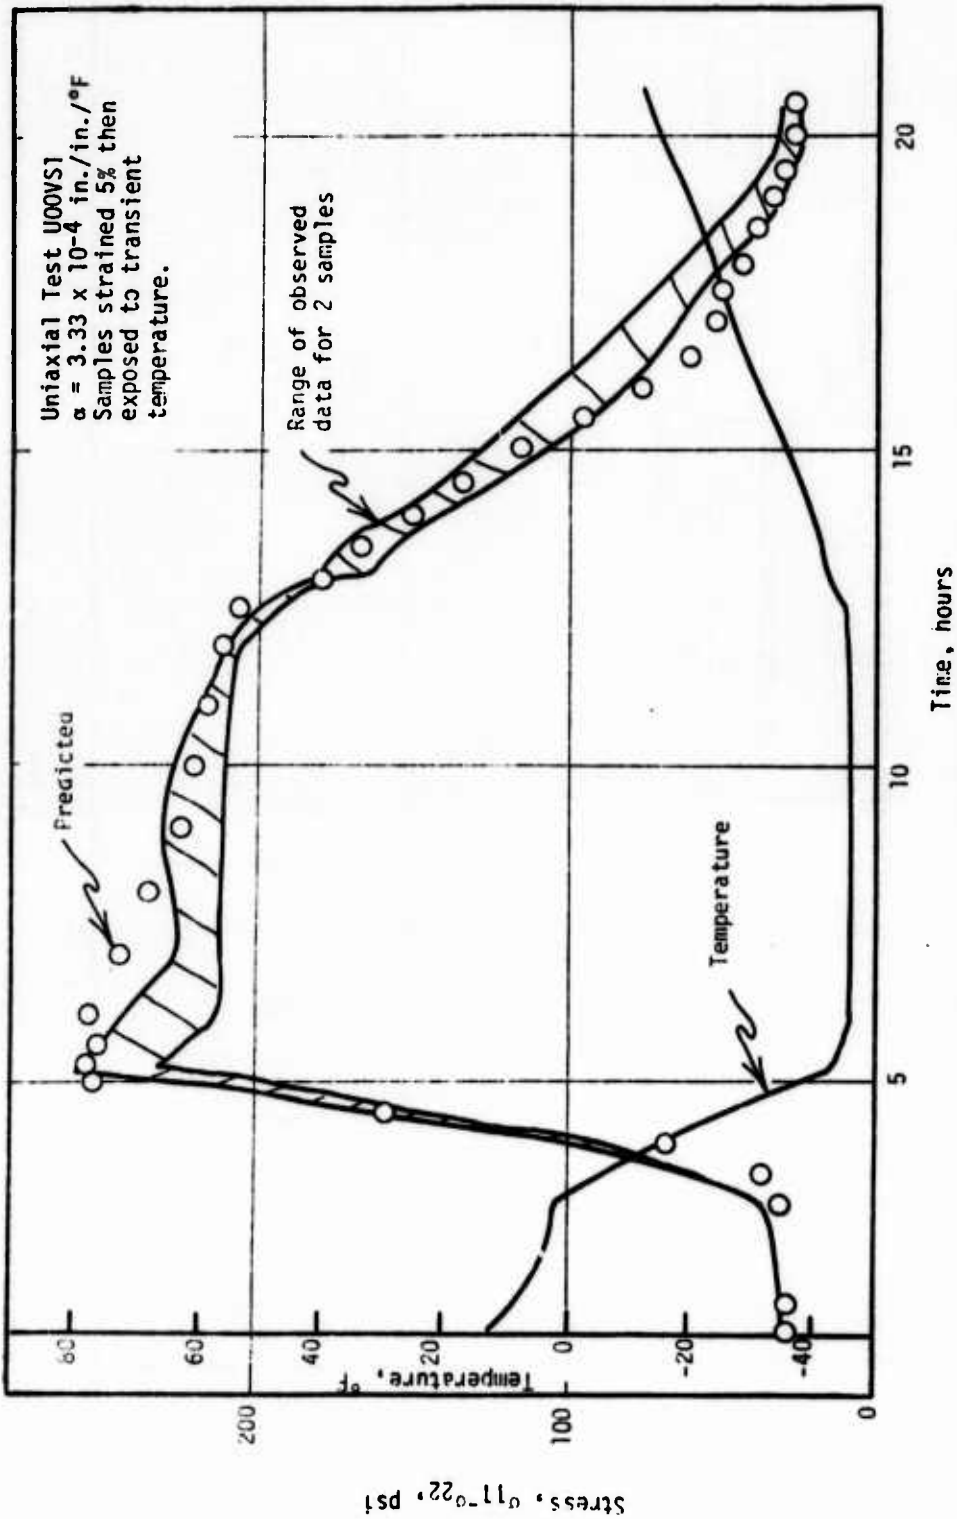 Uniaxial Test UOOVS1
α = 3.33 x 10-4 in./in./°F
Samples strained 5% then
exposed to transient
temperature.
Range of observed
data for 2 samples
Predicted
Temperature
200
100
0
80
60
40
20
0
-20
-40
Temperature, °F
Stress, σ11-σ22, psi
5
10
15
20
Time, hours